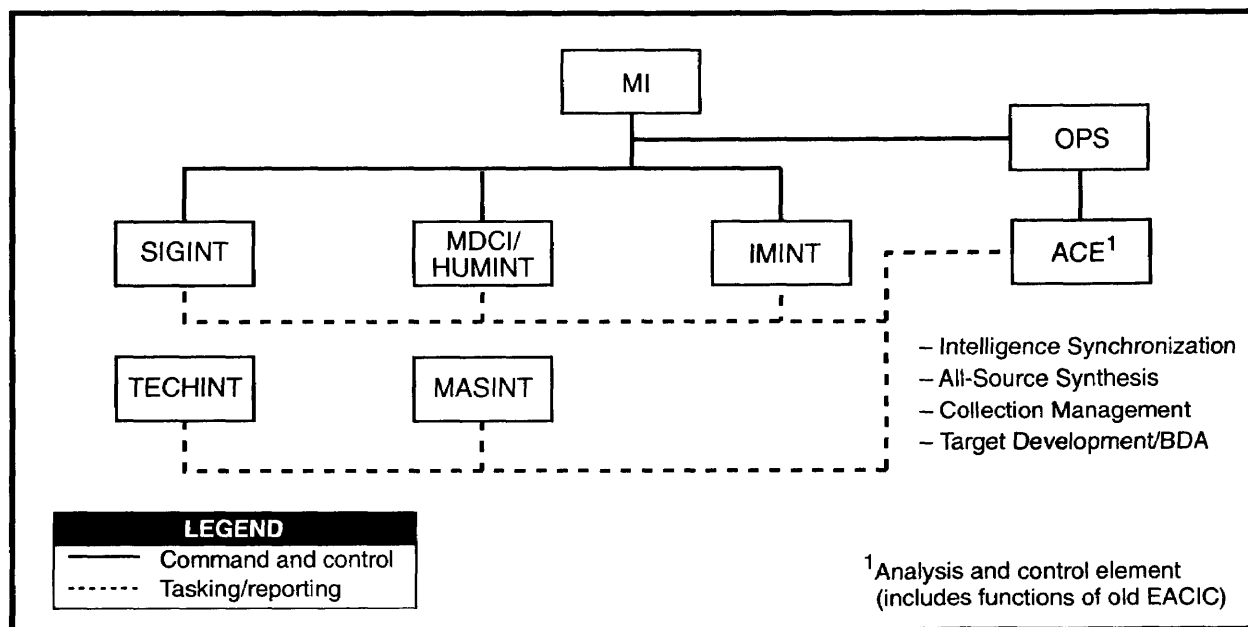 MI
OPS
SIGINT
MDCI/
HUMINT
IMINT
ACE¹
– Intelligence Synchronization
– All-Source Synthesis
– Collection Management
– Target Development/BDA
TECHINT
MASINT
LEGEND
Command and control
Tasking/reporting
¹Analysis and control element
(includes functions of old EACIC)